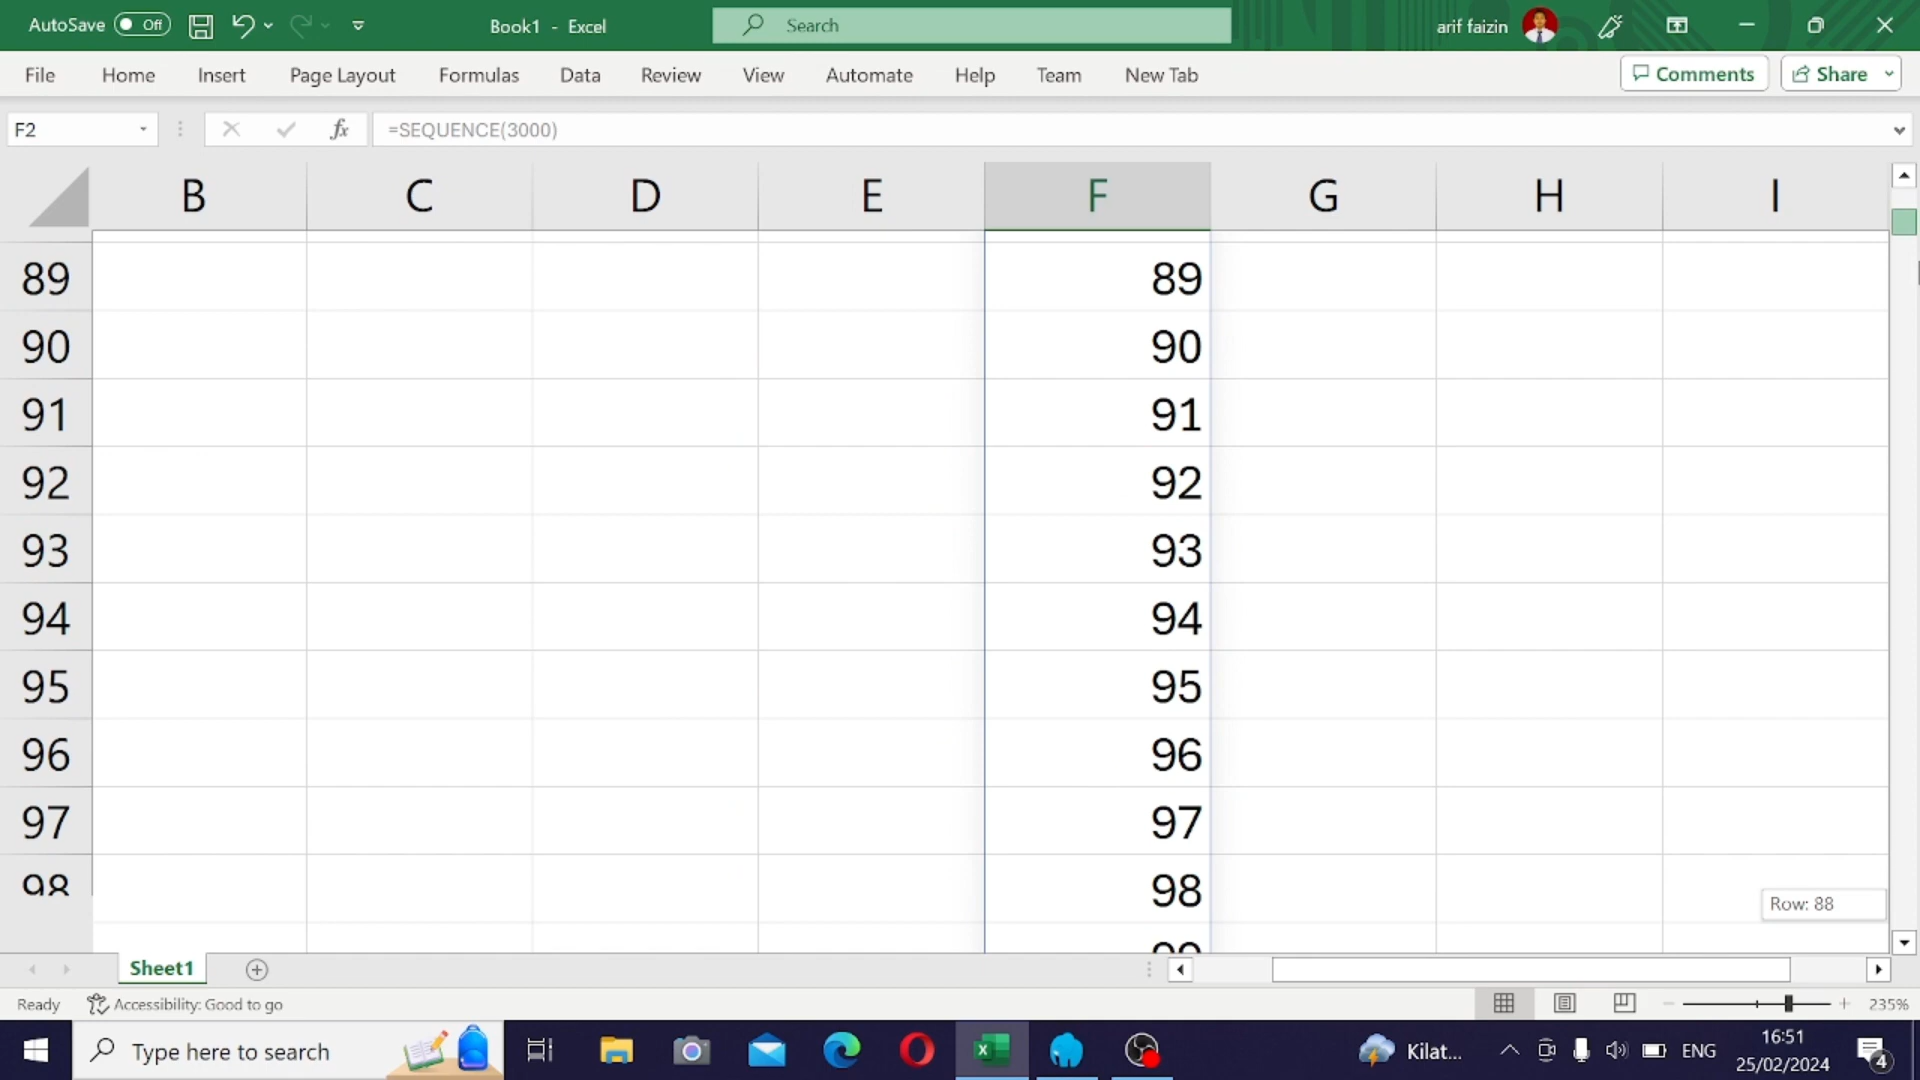 AutoSave Off Book1 - Excel Search arif faizin
File Home Insert Page Layout Formulas Data Review View Automate Help Team New Tab Comments Share
F2 fx =SEQUENCE(3000)
B C D E F G H I
89 89
90 90
91 91
92 92
93 93
94 94
95 95
96 96
97 97
98 98
Row: 88
99
Sheet1
Ready Accessibility: Good to go 235%
Type here to search Kilat... ENG 16:51
25/02/2024 4